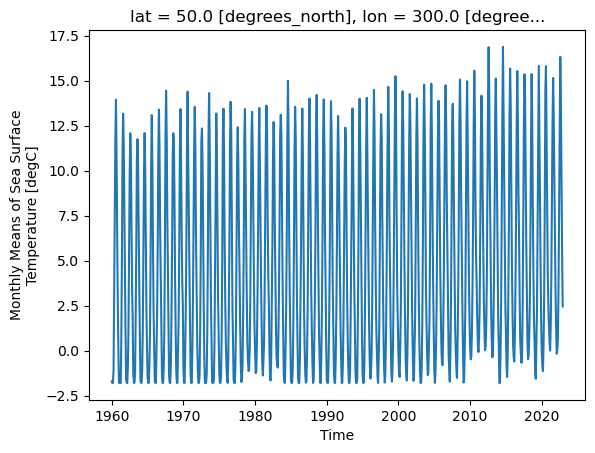 lat = 50.0 [degrees_north], lon = 300.0 [degree...
Monthly Means of Sea Surface
Temperature [degC]
17.5
15.0
12.5
10.0
7.5
5.0
2.5
0.0
−2.5
1960 1970 1980 1990 2000 2010 2020
Time